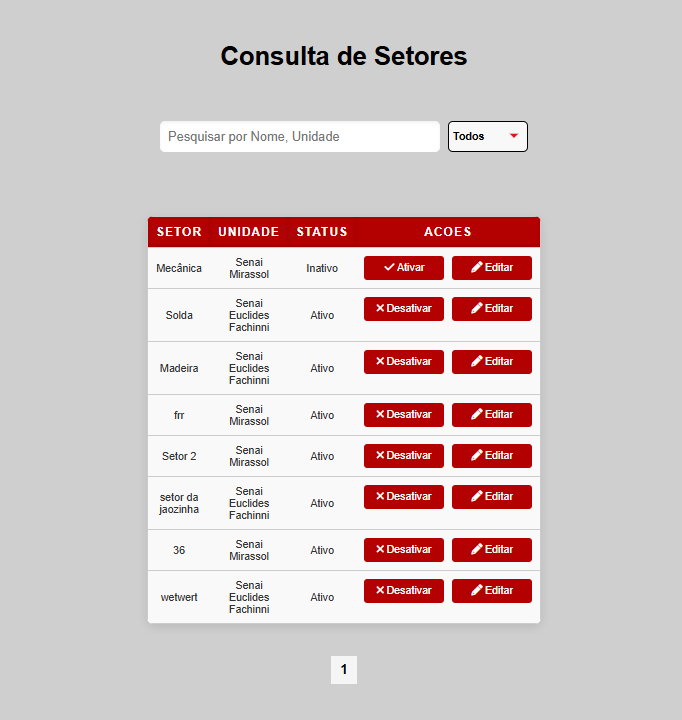 Consulta de Setores
Pesquisar por Nome, Unidade
Todos
SETOR UNIDADE STATUS ACOES
Mecânica Senai Mirassol Inativo Ativar Editar
Solda Senai Euclides Fachinni Ativo Desativar Editar
Madeira Senai Euclides Fachinni Ativo Desativar Editar
frr Senai Mirassol Ativo Desativar Editar
Setor 2 Senai Mirassol Ativo Desativar Editar
setor da jaozinha Senai Euclides Fachinni Ativo Desativar Editar
36 Senai Mirassol Ativo Desativar Editar
wetwert Senai Euclides Fachinni Ativo Desativar Editar
1